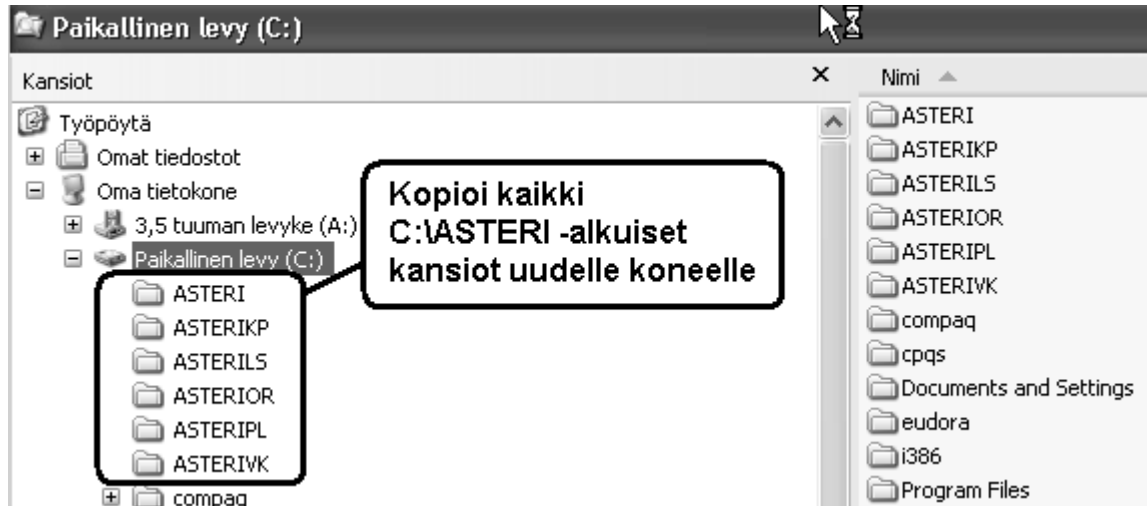 Paikallinen levy (C:)
Kansiot
Työpöytä
Omat tiedostot
Oma tietokone
3,5 tuuman levyke (A:)
Paikallinen levy (C:)
ASTERI
ASTERIKP
ASTERILS
ASTERIOR
ASTERIPL
ASTERIVK
compaq
Kopioi kaikki
C:\ASTERI -alkuiset
kansiot uudelle koneelle
Nimi
ASTERI
ASTERIKP
ASTERILS
ASTERIOR
ASTERIPL
ASTERIVK
compaq
cpqs
Documents and Settings
eudora
i386
Program Files